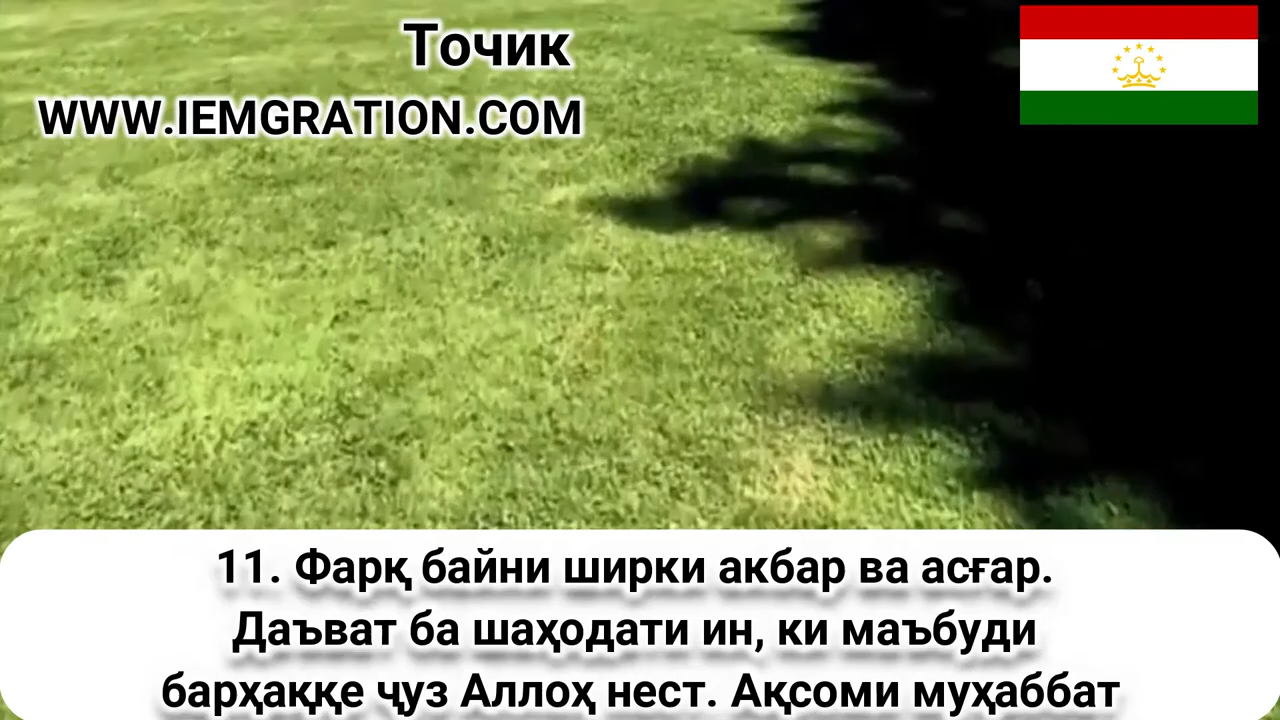 Точик
WWW.IEMGRATION.COM
11. Фарқ байни ширки акбар ва асғар.
Даъват ба шаҳодати ин, ки маъбуди
барҳаққе ҷуз Аллоҳ нест. Ақсоми муҳаббат